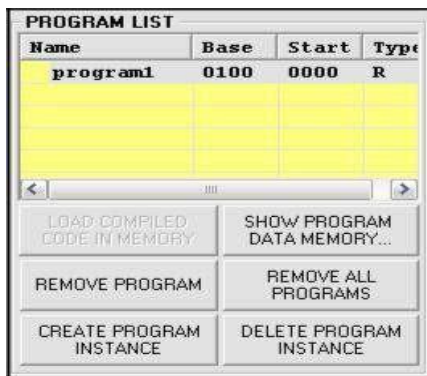 PROGRAM LIST
Name Base Start Type
program1 0100 0000 R
LOAD COMPILED CODE IN MEMORY
SHOW PROGRAM DATA MEMORY...
REMOVE PROGRAM
REMOVE ALL PROGRAMS
CREATE PROGRAM INSTANCE
DELETE PROGRAM INSTANCE